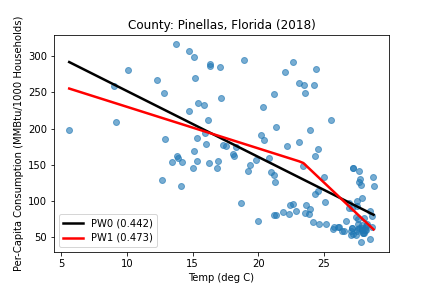 County: Pinellas, Florida (2018)
Per-Capita Consumption (MMBtu/1000 Households)
300
250
200
150
100
50
PW0 (0.442)
PW1 (0.473)
5
10
15
20
25
Temp (deg C)